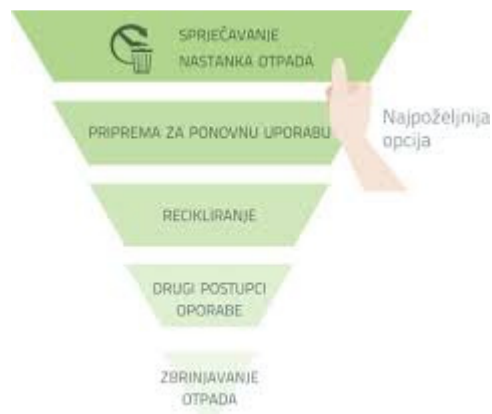 SPRJEČAVANJE
NASTANKA OTPADA
PRIPREMA ZA PONOVNU UPORABU
Najpoželjnija
opcija
RECIKLIRANJE
DRUGI POSTUPCI
OPORABE
ZBRINJAVANJE
OTPADA